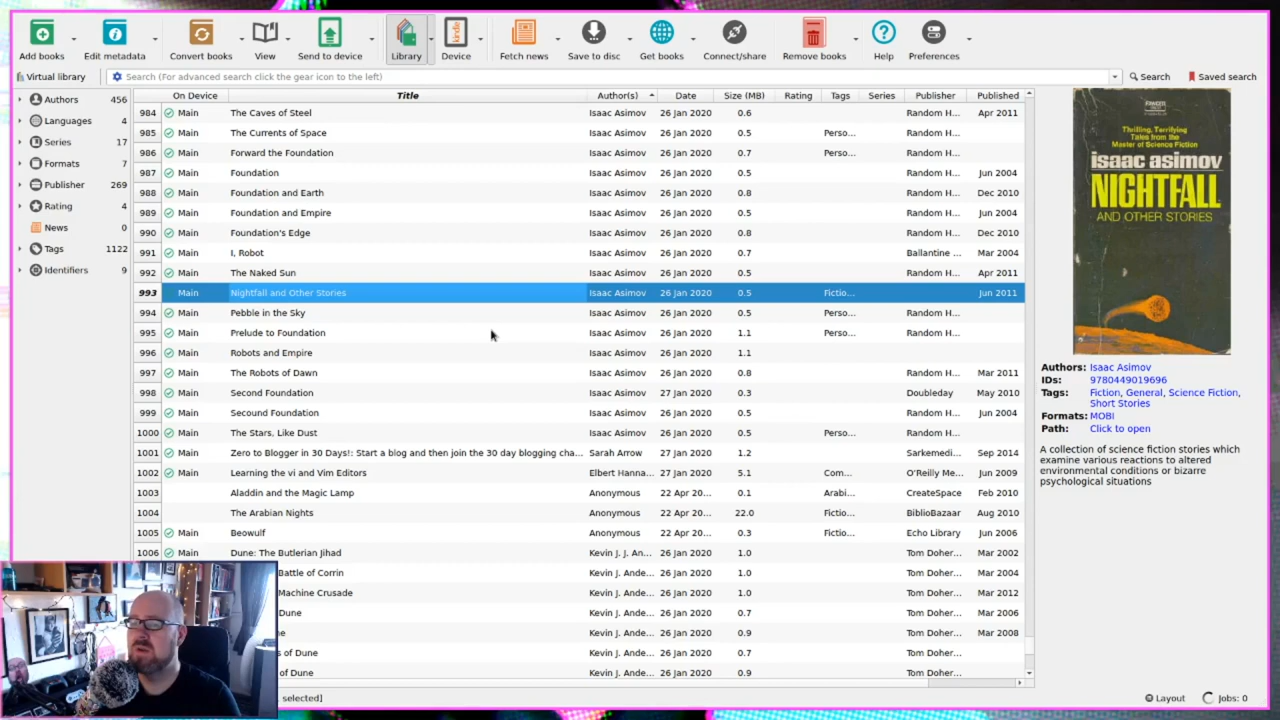 Add books Edit metadata Convert books View Send to device Library Device Fetch news Save to disc Get books Connect/share Remove books Help Preferences
kindle
Virtual library Search (For advanced search click the gear icon to the left) Search Saved search
Authors 456
Languages 4
Series 17
Formats 7
Publisher 269
Rating 4
News 0
Tags 1122
Identifiers 9
On Device Title Author(s) Date Size (MB) Rating Tags Series Publisher Published
984 Main The Caves of Steel Isaac Asimov 26 Jan 2020 0.6 Random H... Apr 2011
985 Main The Currents of Space Isaac Asimov 26 Jan 2020 0.5 Perso... Random H...
986 Main Forward the Foundation Isaac Asimov 26 Jan 2020 0.7 Perso... Random H...
987 Main Foundation Isaac Asimov 26 Jan 2020 0.5 Random H... Jun 2004
988 Main Foundation and Earth Isaac Asimov 26 Jan 2020 0.8 Random H... Dec 2010
989 Main Foundation and Empire Isaac Asimov 26 Jan 2020 0.5 Random H... Jun 2004
990 Main Foundation's Edge Isaac Asimov 26 Jan 2020 0.8 Random H... Dec 2010
991 Main I, Robot Isaac Asimov 26 Jan 2020 0.7 Ballantine ... Mar 2004
992 Main The Naked Sun Isaac Asimov 26 Jan 2020 0.5 Random H... Apr 2011
993 Main Nightfall and Other Stories Isaac Asimov 26 Jan 2020 0.5 Fictio... Jun 2011
994 Main Pebble in the Sky Isaac Asimov 26 Jan 2020 0.5 Perso... Random H...
995 Main Prelude to Foundation Isaac Asimov 26 Jan 2020 1.1 Perso... Random H...
996 Main Robots and Empire Isaac Asimov 26 Jan 2020 1.1
997 Main The Robots of Dawn Isaac Asimov 26 Jan 2020 0.8 Random H... Mar 2011
998 Main Second Foundation Isaac Asimov 27 Jan 2020 0.3 Doubleday May 2010
999 Main Secound Foundation Isaac Asimov 26 Jan 2020 0.5 Random H... Jun 2004
1000 Main The Stars, Like Dust Isaac Asimov 26 Jan 2020 0.5 Perso... Random H...
1001 Main Zero to Blogger in 30 Days!: Start a blog and then join the 30 day blogging cha... Sarah Arrow 27 Jan 2020 1.2 Sarkemedi... Sep 2014
1002 Main Learning the vi and Vim Editors Elbert Hanna... 27 Jan 2020 5.1 Com... O'Reilly Me... Jun 2009
1003 Aladdin and the Magic Lamp Anonymous 22 Apr 20... 0.1 Arabi... CreateSpace Feb 2010
1004 The Arabian Nights Anonymous 22 Apr 20... 22.0 Fictio... BiblioBazaar Aug 2010
1005 Main Beowulf Anonymous 22 Apr 20... 0.3 Fictio... Echo Library Jun 2006
1006 Main Dune: The Butlerian Jihad Kevin J. J. An... 26 Jan 2020 1.0 Tom Doher... Mar 2002
Battle of Corrin Kevin J. Ande... 26 Jan 2020 1.0 Tom Doher... Mar 2004
Machine Crusade Kevin J. Ande... 26 Jan 2020 1.0 Tom Doher... Mar 2012
Dune Kevin J. Ande... 26 Jan 2020 0.7 Tom Doher... Mar 2006
ne Kevin J. Ande... 26 Jan 2020 0.9 Tom Doher... Mar 2008
s of Dune Kevin J. Ande... 26 Jan 2020 0.7 Tom Doher...
of Dune Kevin J. Ande... 26 Jan 2020 0.9 Tom Doher...
Thrilling, Terrifying
Tales from the
Master of Science Fiction
isaac asimov
NIGHTFALL
AND OTHER STORIES
Authors: Isaac Asimov
IDs: 9780449019696
Tags: Fiction, General, Science Fiction,
Short Stories
Formats: MOBI
Path: Click to open
A collection of science fiction stories which
examine various reactions to altered
environmental conditions or bizarre
psychological situations
selected] Layout Jobs: 0